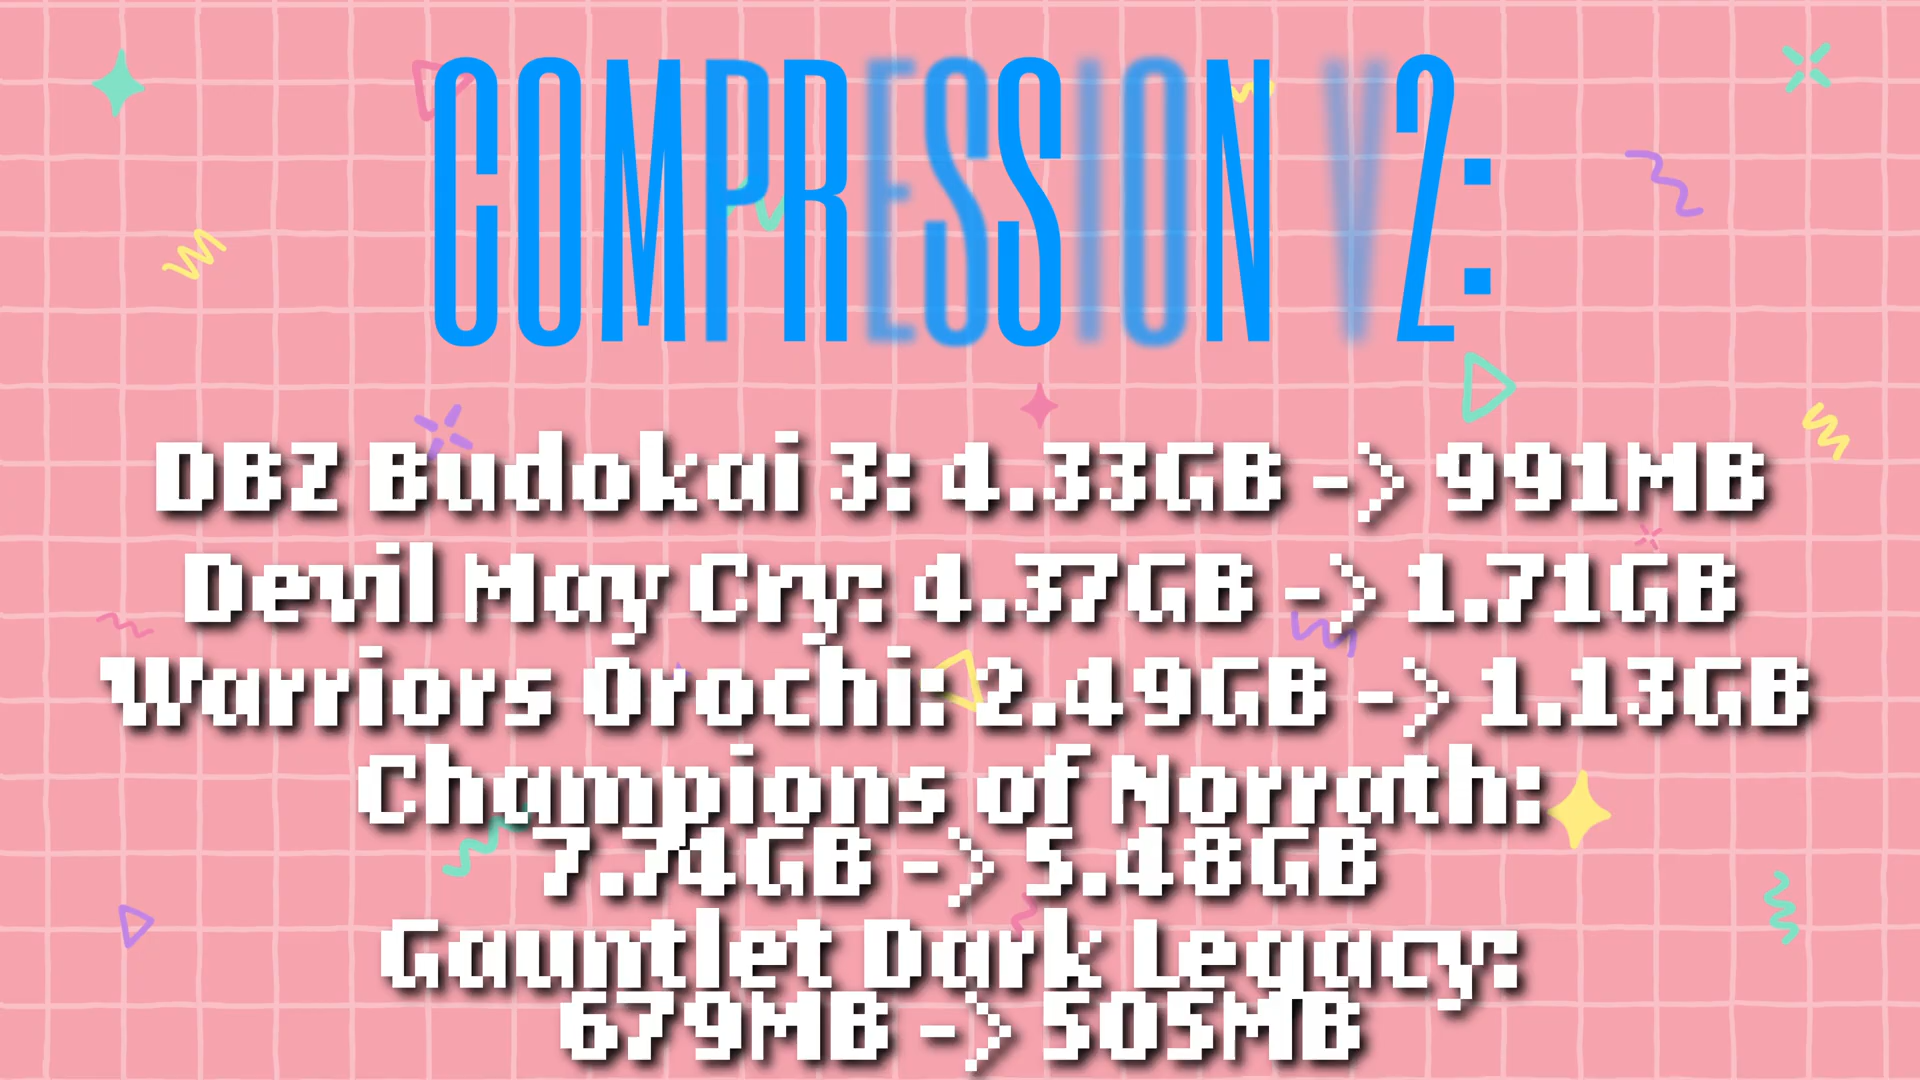 COMPRESSION V2:
DBZ Budokai 3: 4.33GB -> 991MB
Devil May Cry: 4.37GB -> 1.71GB
Warriors Orochi: 2.49GB -> 1.13GB
Champions of Norrath:
7.74GB -> 5.48GB
Gauntlet Dark Legacy:
679MB -> 505MB